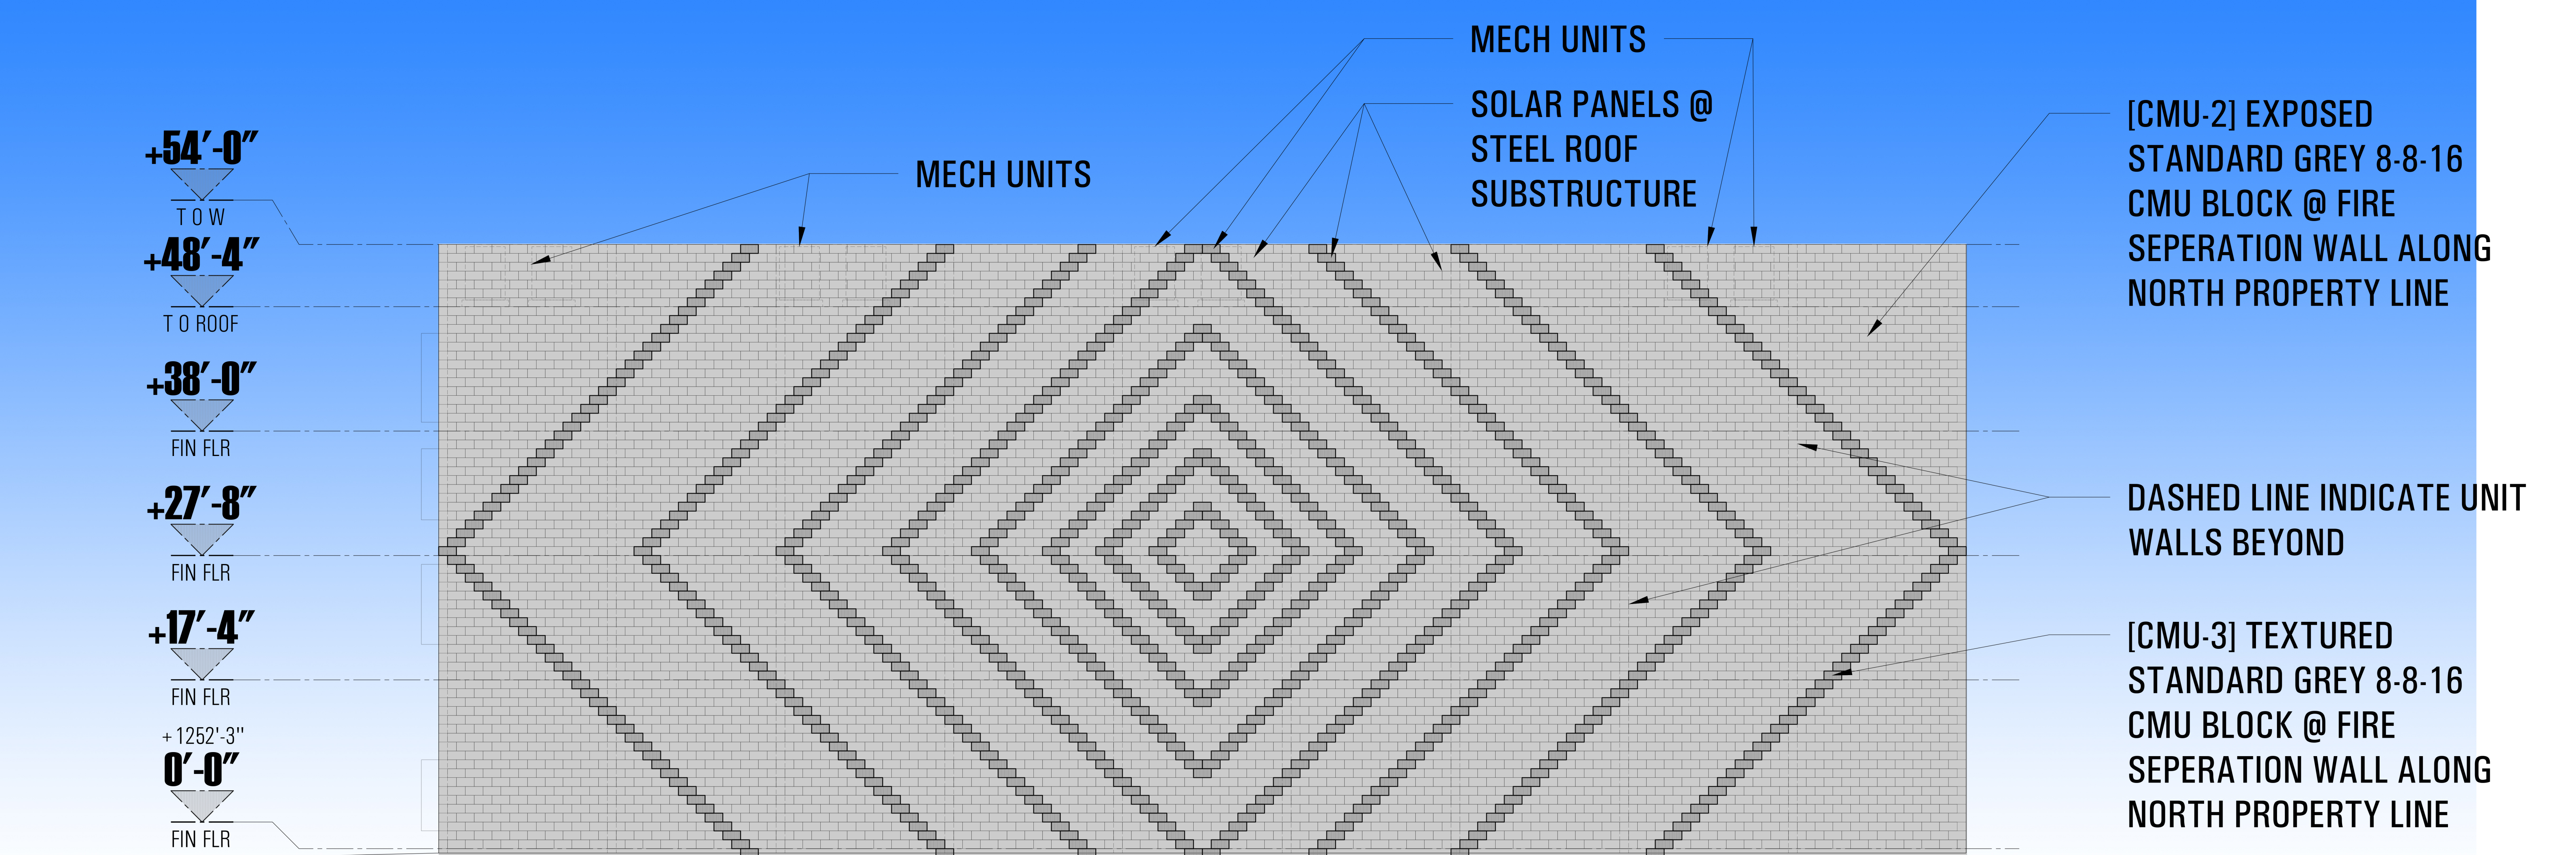 MECH UNITS
SOLAR PANELS @
STEEL ROOF
SUBSTRUCTURE
MECH UNITS
[CMU-2] EXPOSED
STANDARD GREY 8-8-16
CMU BLOCK @ FIRE
SEPERATION WALL ALONG
NORTH PROPERTY LINE
+54'-0"
T O W
+48'-4"
T O ROOF
+38'-0"
FIN FLR
+27'-8"
FIN FLR
+17'-4"
FIN FLR
+1252'-3"
0'-0"
FIN FLR
DASHED LINE INDICATE UNIT
WALLS BEYOND
[CMU-3] TEXTURED
STANDARD GREY 8-8-16
CMU BLOCK @ FIRE
SEPERATION WALL ALONG
NORTH PROPERTY LINE